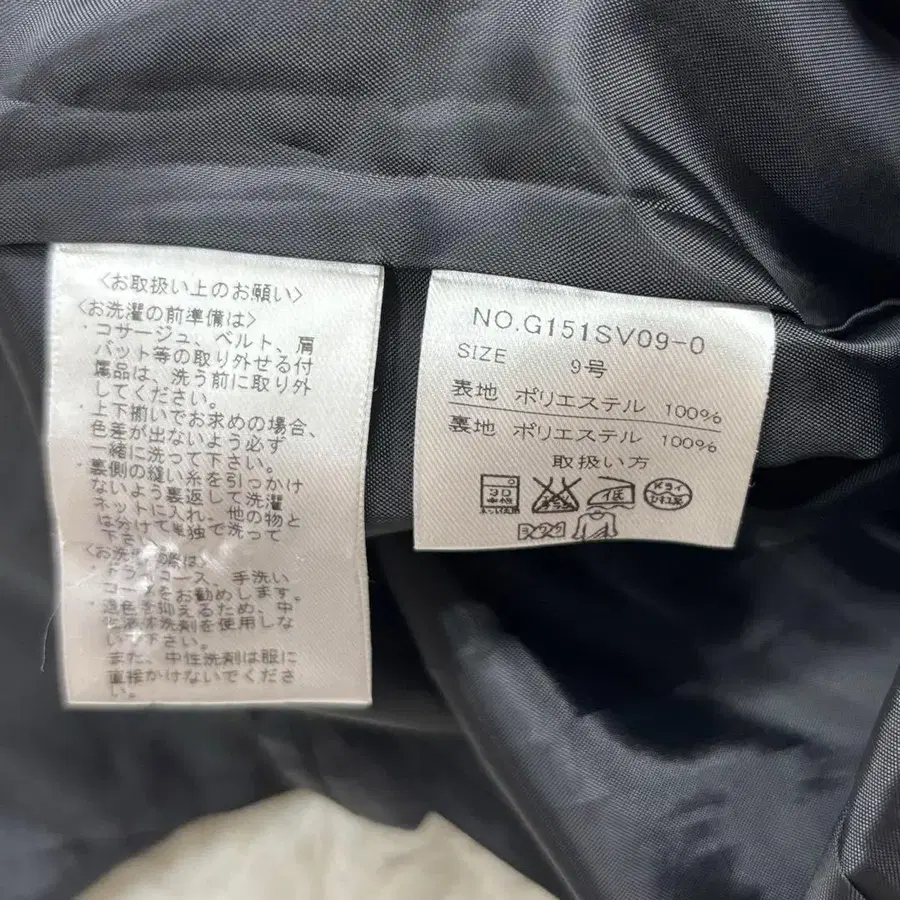 〈お取扱い上のお願い〉
〈お洗濯の前準備は〉
・コサージュ、ベルト、肩
パット等の取り外せる付
属品は、洗う前に取り外
してください。
・上下揃いでお求めの場合、
色差が出ないよう必ず
一緒に洗って下さい。
・裏側の縫い糸を引っかけ
ないよう裏返して洗濯
ネットに入れ、他の物と
は分けて単独で洗って
下さい。
〈お洗濯の際は〉
コース、手洗い
コースをお勧めします。
・退色を抑えるため、中
液体洗剤を使用しな
い下さい。
また、中性洗剤は服に
直接かけないでくださ
い。
NO.G151SV09-0
SIZE 9号
表地 ポリエステル 100%
裏地 ポリエステル 100%
取扱い方
低 ドライ